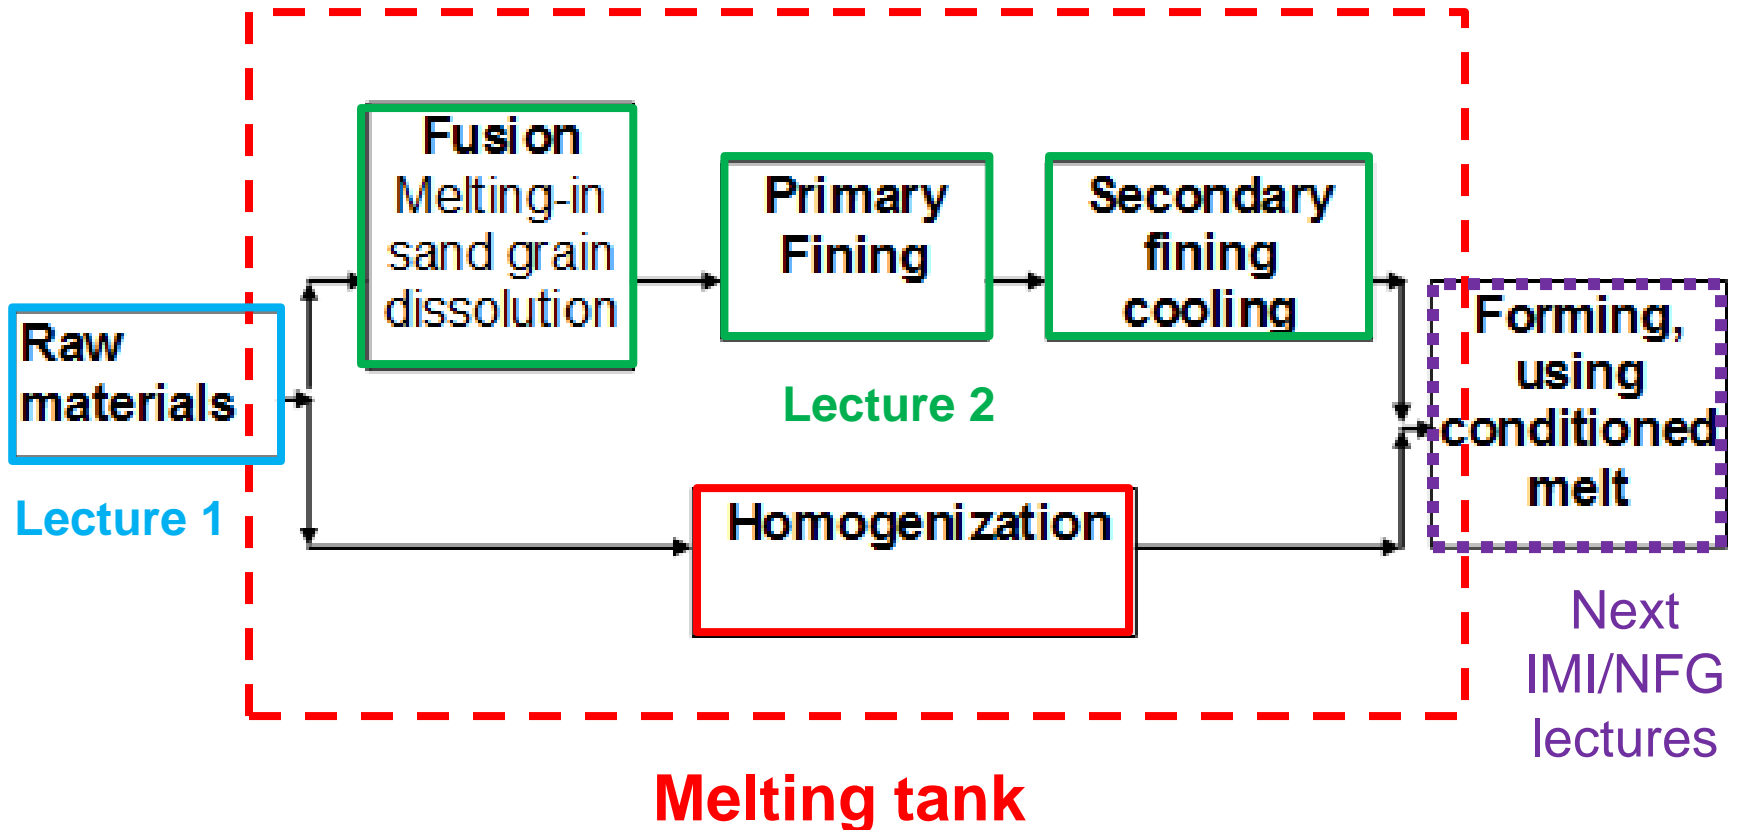 Fusion
Melting-in
sand grain
dissolution
Primary
Fining
Secondary
fining
cooling
Raw
materials
Lecture 1
Lecture 2
Homogenization
Forming,
using
conditioned
melt
Next
IMI/NFG
lectures
Melting tank